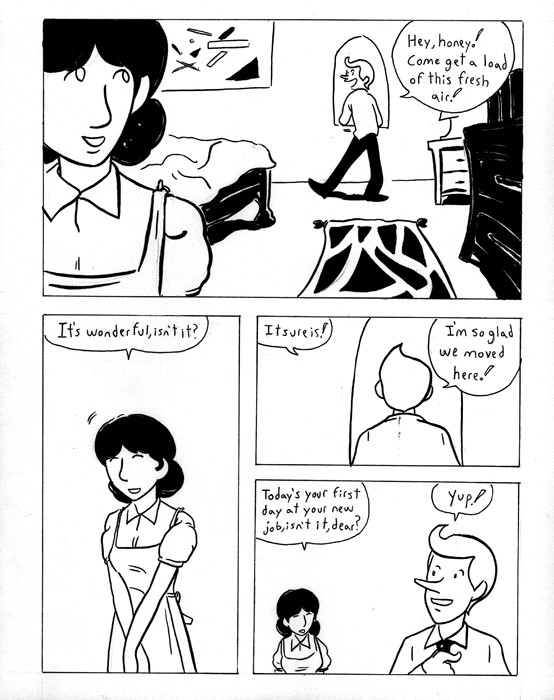 Hey, honey!
Come get a load
of this fresh
air!
It's wonderful, isn't it?
It sure is!
I'm so glad
we moved
here!
Today's your first
day at your new
job, isn't it, dear?
Yup!